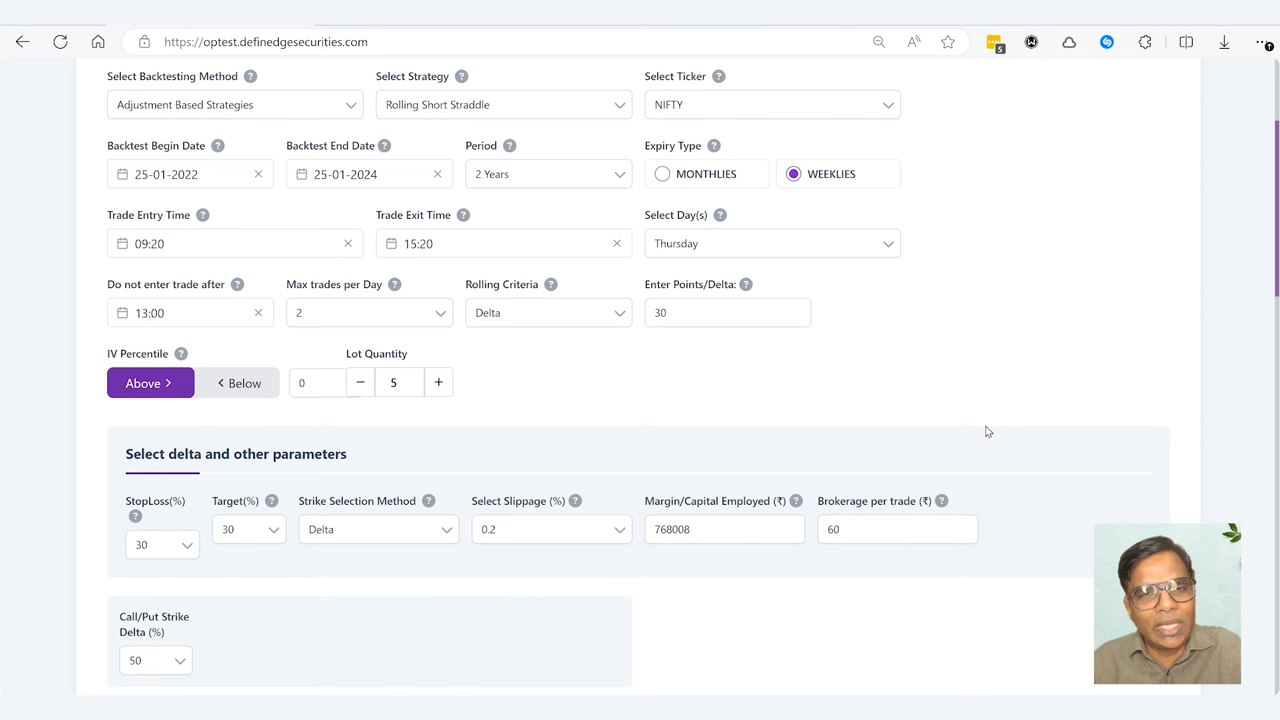 https://optest.definedgesecurities.com
5
Select Backtesting Method ?
Select Strategy ?
Select Ticker ?
Adjustment Based Strategies
Rolling Short Straddle
NIFTY
Backtest Begin Date ?
Backtest End Date ?
Period ?
Expiry Type ?
25-01-2022
25-01-2024
2 Years
MONTHLIES
WEEKLIES
Trade Entry Time ?
Trade Exit Time ?
Select Day(s) ?
09:20
15:20
Thursday
Do not enter trade after ?
Max trades per Day ?
Rolling Criteria ?
Enter Points/Delta: ?
13:00
2
Delta
30
IV Percentile ?
Lot Quantity
Above >
< Below
0
− 5 +
Select delta and other parameters
StopLoss(%) ?
Target(%) ?
Strike Selection Method ?
Select Slippage (%) ?
Margin/Capital Employed (₹) ?
Brokerage per trade (₹) ?
30
30
Delta
0.2
768008
60
Call/Put Strike
Delta (%)
50